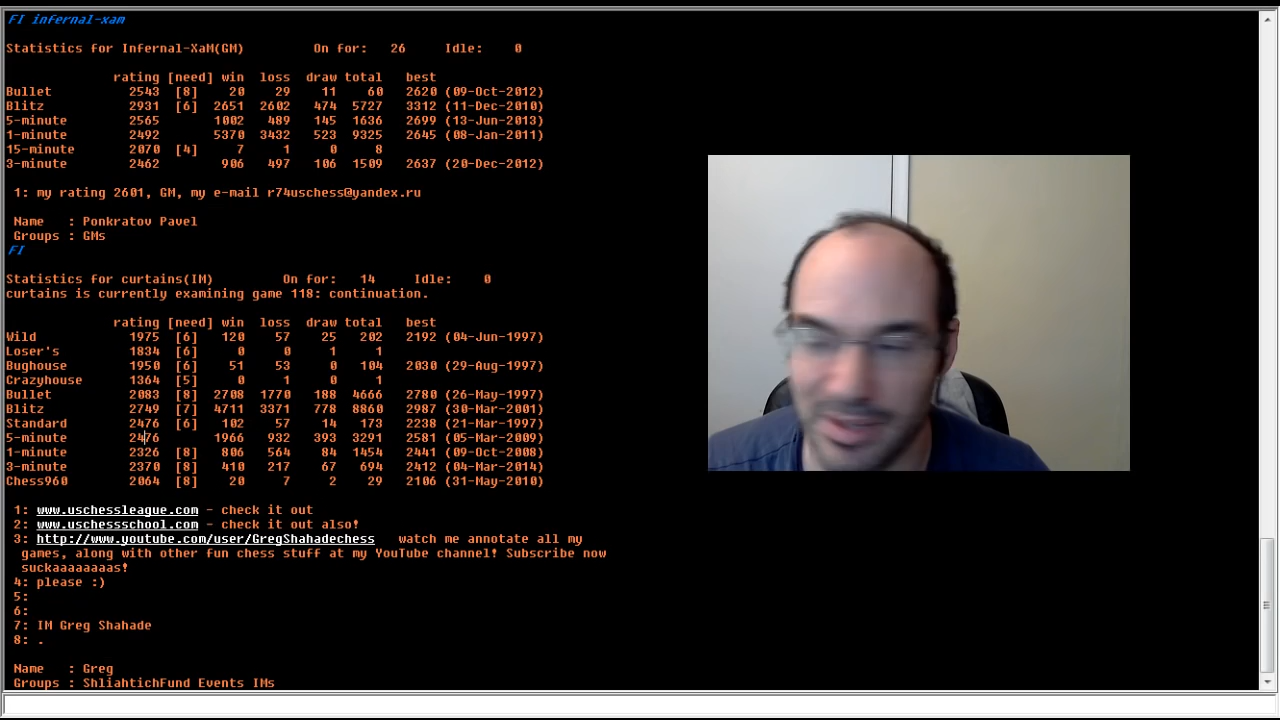 FI infernal-xam
Statistics for Infernal-XaM(GM) On for: 26 Idle: 0
rating [need] win loss draw total best
Bullet 2543 [8] 20 29 11 60 2620 (09-Oct-2012)
Blitz 2931 [6] 2651 2602 474 5727 3312 (11-Dec-2010)
5-minute 2565 1002 489 145 1636 2699 (13-Jun-2013)
1-minute 2492 5370 3432 523 9325 2645 (08-Jan-2011)
15-minute 2070 [4] 7 1 0 8
3-minute 2462 906 497 106 1509 2637 (20-Dec-2012)
1: my rating 2601, GM, my e-mail r74uschess@yandex.ru
Name : Ponkratov Pavel
Groups : GMs
FI
Statistics for curtains(IM) On for: 14 Idle: 0
curtains is currently examining game 118: continuation.
rating [need] win loss draw total best
Wild 1975 [6] 120 57 25 202 2192 (04-Jun-1997)
Loser's 1834 [6] 0 0 1 1
Bughouse 1950 [6] 51 53 0 104 2030 (29-Aug-1997)
Crazyhouse 1364 [5] 0 1 0 1
Bullet 2083 [8] 2708 1770 188 4666 2780 (26-May-1997)
Blitz 2749 [7] 4711 3371 778 8860 2987 (30-Mar-2001)
Standard 2476 [6] 102 57 14 173 2238 (21-Mar-1997)
5-minute 2476 1966 932 393 3291 2581 (05-Mar-2009)
1-minute 2326 [8] 806 564 84 1454 2441 (09-Oct-2008)
3-minute 2370 [8] 410 217 67 694 2412 (04-Mar-2014)
Chess960 2064 [8] 20 7 2 29 2106 (31-May-2010)
1: www.uschessleague.com - check it out
2: www.uschessschool.com - check it out also!
3: http://www.youtube.com/user/GregShahadechess watch me annotate all my
games, along with other fun chess stuff at my YouTube channel! Subscribe now
suckaaaaaaas!
4: please :)
5:
6:
7: IM Greg Shahade
8: .
Name : Greg
Groups : ShliahtichFund Events IMs